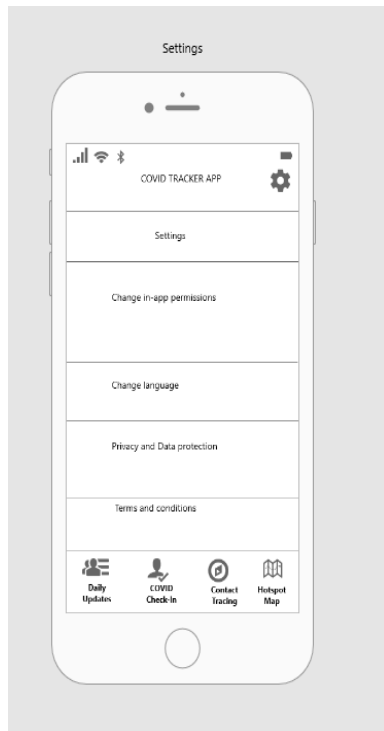 Settings
COVID TRACKER APP
Settings
Change in-app permissions
Change language
Privacy and Data protection
Terms and conditions
Daily
Updates
COVID
Check-In
Contact
Tracing
Hotspot
Map